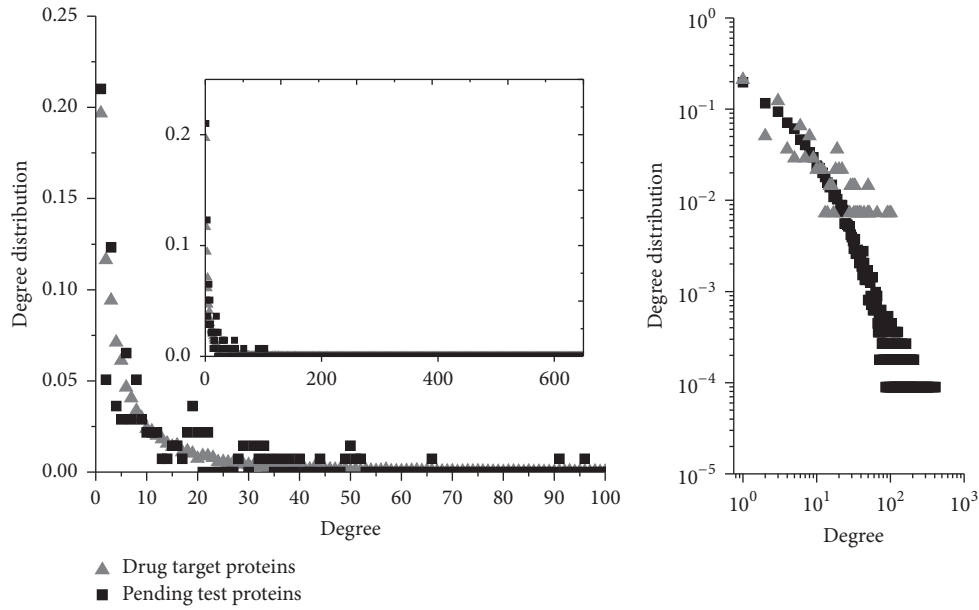 0.25
0.20
0.15
0.10
0.05
0.00
Degree distribution
0 10 20 30 40 50 60 70 80 90 100
Degree
0.2
0.1
0.0
0 200 400 600
10^0
10^-1
10^-2
10^-3
10^-4
10^-5
Degree distribution
10^0 10^1 10^2 10^3
Degree
Drug target proteins
Pending test proteins